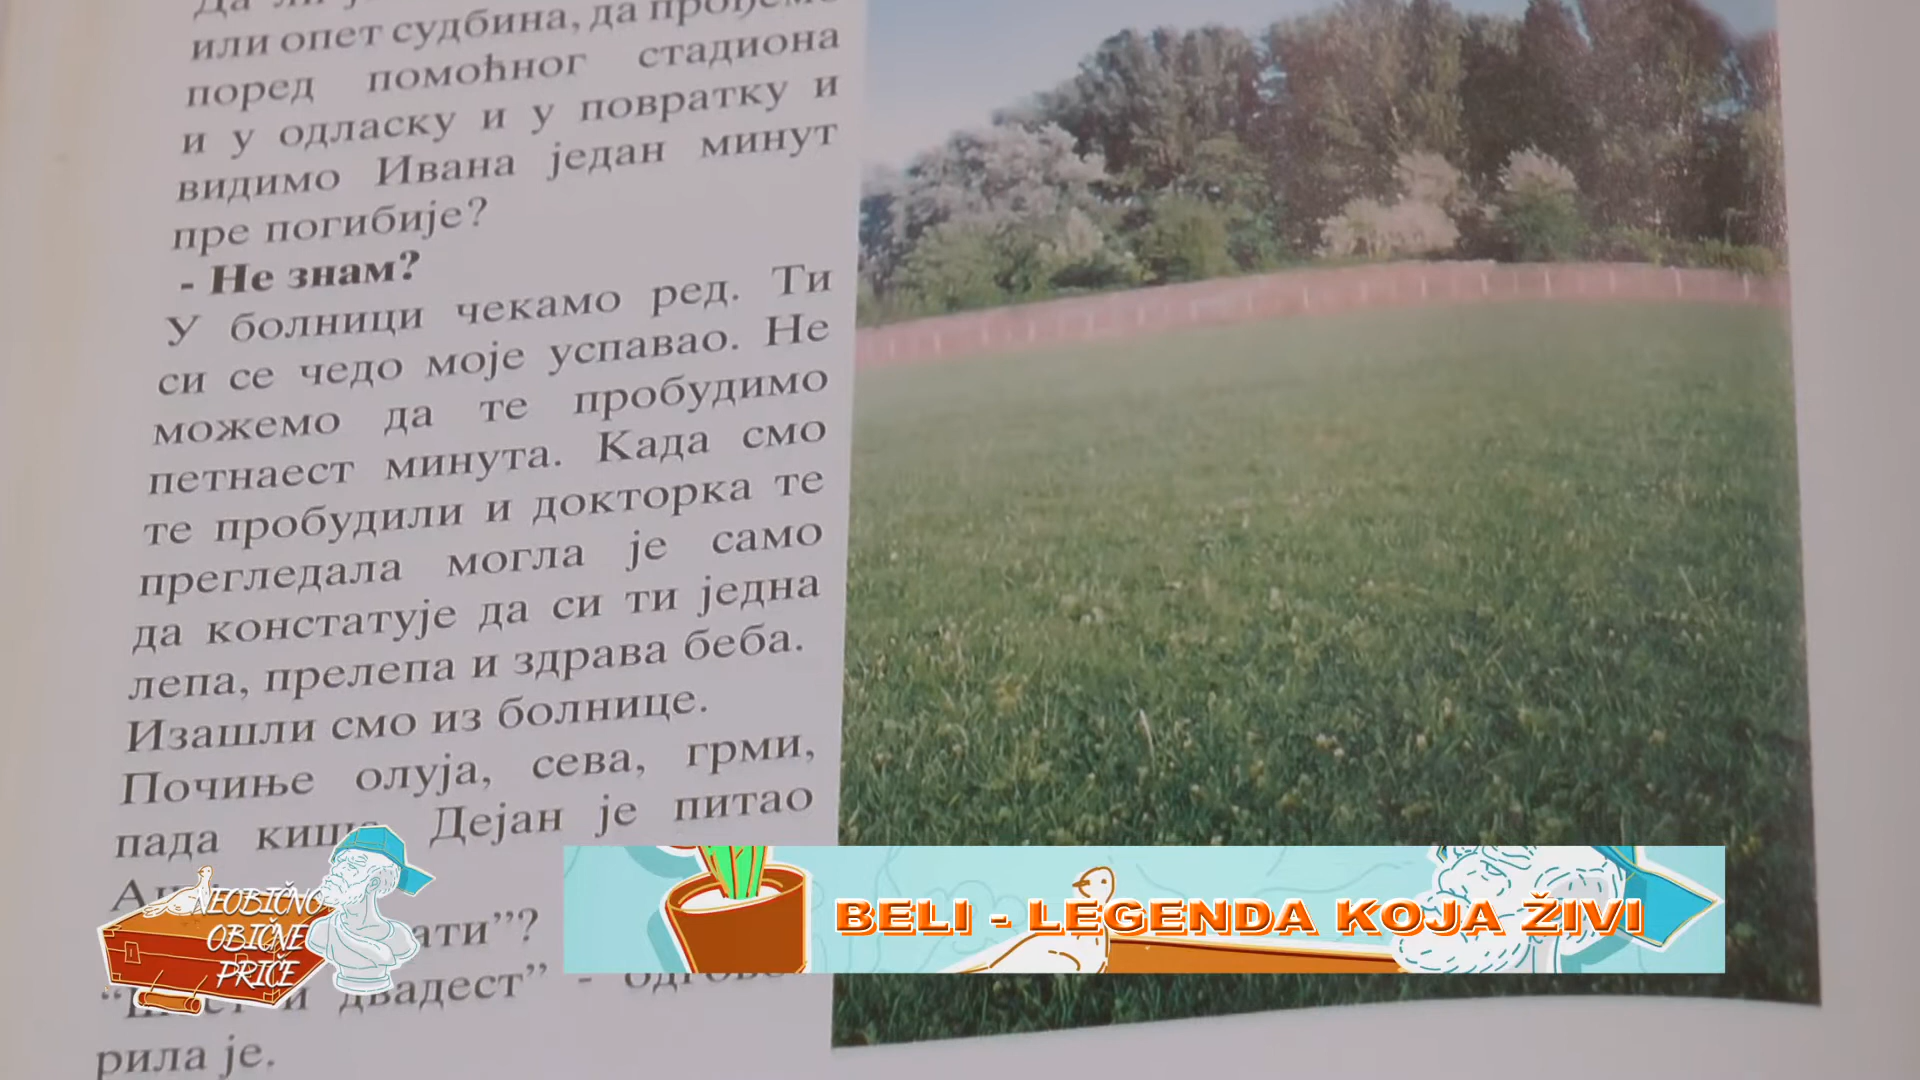 или опет судбина, да прођемо
поред помоћног стадиона
и у одласку и у повратку и
видимо Ивана један минут
пре погибије?
- Не знам?
У болници чекамо ред. Ти
си се чедо моје успавао. Не
можемо да те пробудимо
петнаест минута. Када смо
те пробудили и докторка те
прегледала могла је само
да констатује да си ти једна
лепа, прелепа и здрава беба.
Изашли смо из болнице.
Почиње олуја, сева, грми,
пада киша. Дејан је питао
ати”?
и двадест” -
рила је.
NEOBIČNO
OBIČNE
PRIČE
BELI - LEGENDA KOJA ŽIVI